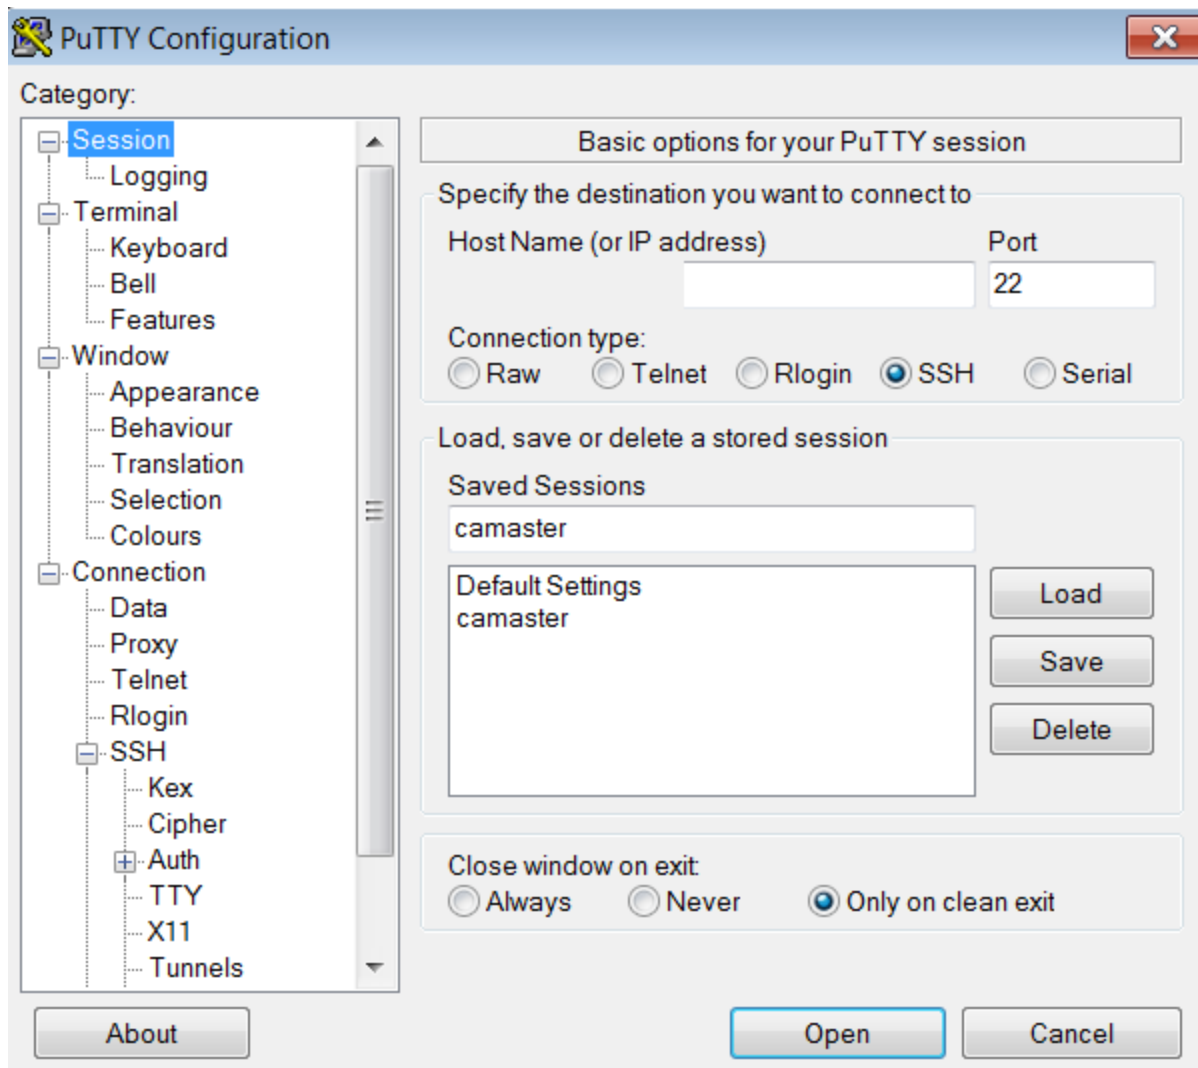 PuTTY Configuration
Category:
Session
Logging
Terminal
Keyboard
Bell
Features
Window
Appearance
Behaviour
Translation
Selection
Colours
Connection
Data
Proxy
Telnet
Rlogin
SSH
Kex
Cipher
Auth
TTY
X11
Tunnels
Basic options for your PuTTY session
Specify the destination you want to connect to
Host Name (or IP address) Port
22
Connection type:
Raw Telnet Rlogin SSH Serial
Load, save or delete a stored session
Saved Sessions
camaster
Default Settings
camaster
Load
Save
Delete
Close window on exit:
Always Never Only on clean exit
About Open Cancel